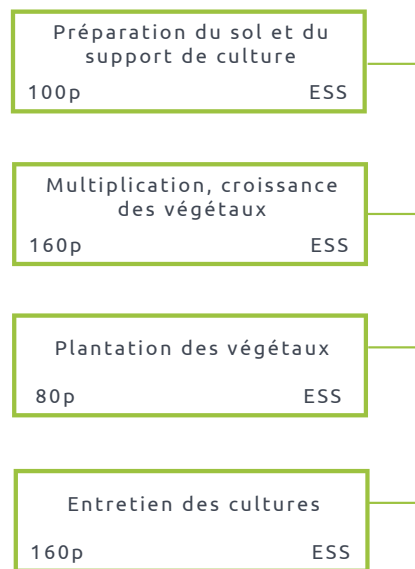 Préparation du sol et du
support de culture
100p ESS
Multiplication, croissance
des végétaux
160p ESS
Plantation des végétaux
80p ESS
Entretien des cultures
160p ESS